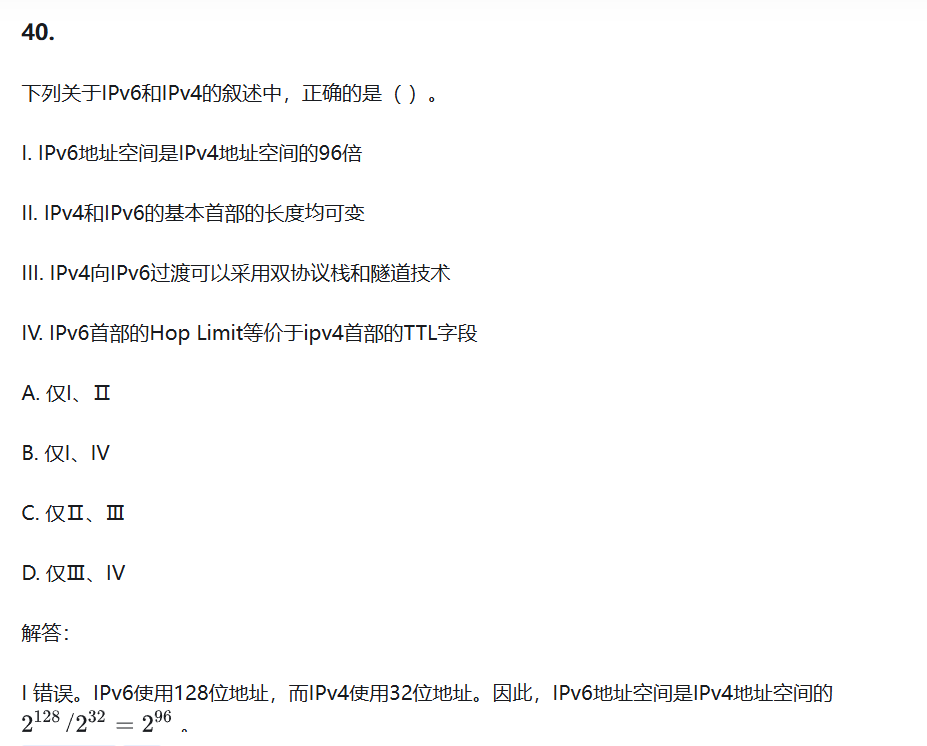 40.
下列关于IPv6和IPv4的叙述中，正确的是（ ）。
I. IPv6地址空间是IPv4地址空间的96倍
II. IPv4和IPv6的基本首部的长度均可变
III. IPv4向IPv6过渡可以采用双协议栈和隧道技术
IV. IPv6首部的Hop Limit等价于ipv4首部的TTL字段
A. 仅I、Ⅱ
B. 仅I、IV
C. 仅Ⅱ、Ⅲ
D. 仅Ⅲ、IV
解答：
I 错误。IPv6使用128位地址，而IPv4使用32位地址。因此，IPv6地址空间是IPv4地址空间的
2^128 / 2^32 = 2^96 。